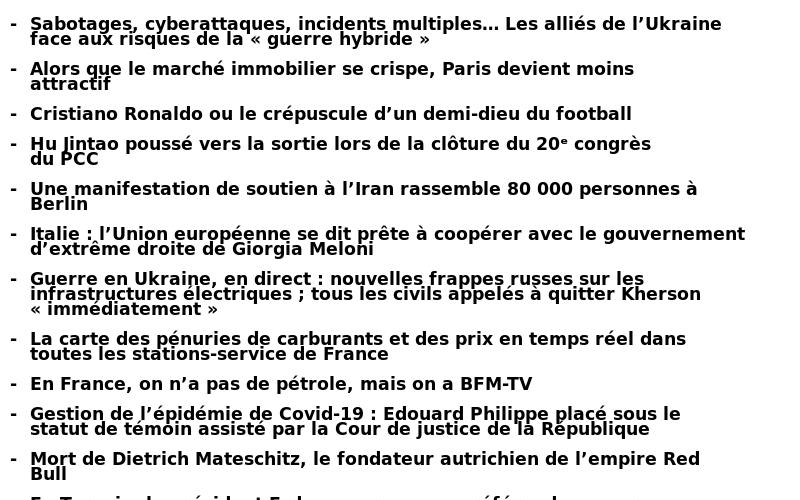 - Sabotages, cyberattaques, incidents multiples… Les alliés de l’Ukraine
face aux risques de la « guerre hybride »
- Alors que le marché immobilier se crispe, Paris devient moins
attractif
- Cristiano Ronaldo ou le crépuscule d’un demi-dieu du football
- Hu Jintao poussé vers la sortie lors de la clôture du 20ᵉ congrès
du PCC
- Une manifestation de soutien à l’Iran rassemble 80 000 personnes à
Berlin
- Italie : l’Union européenne se dit prête à coopérer avec le gouvernement
d’extrême droite de Giorgia Meloni
- Guerre en Ukraine, en direct : nouvelles frappes russes sur les
infrastructures électriques ; tous les civils appelés à quitter Kherson
« immédiatement »
- La carte des pénuries de carburants et des prix en temps réel dans
toutes les stations-service de France
- En France, on n’a pas de pétrole, mais on a BFM-TV
- Gestion de l’épidémie de Covid-19 : Edouard Philippe placé sous le
statut de témoin assisté par la Cour de justice de la République
- Mort de Dietrich Mateschitz, le fondateur autrichien de l’empire Red
Bull